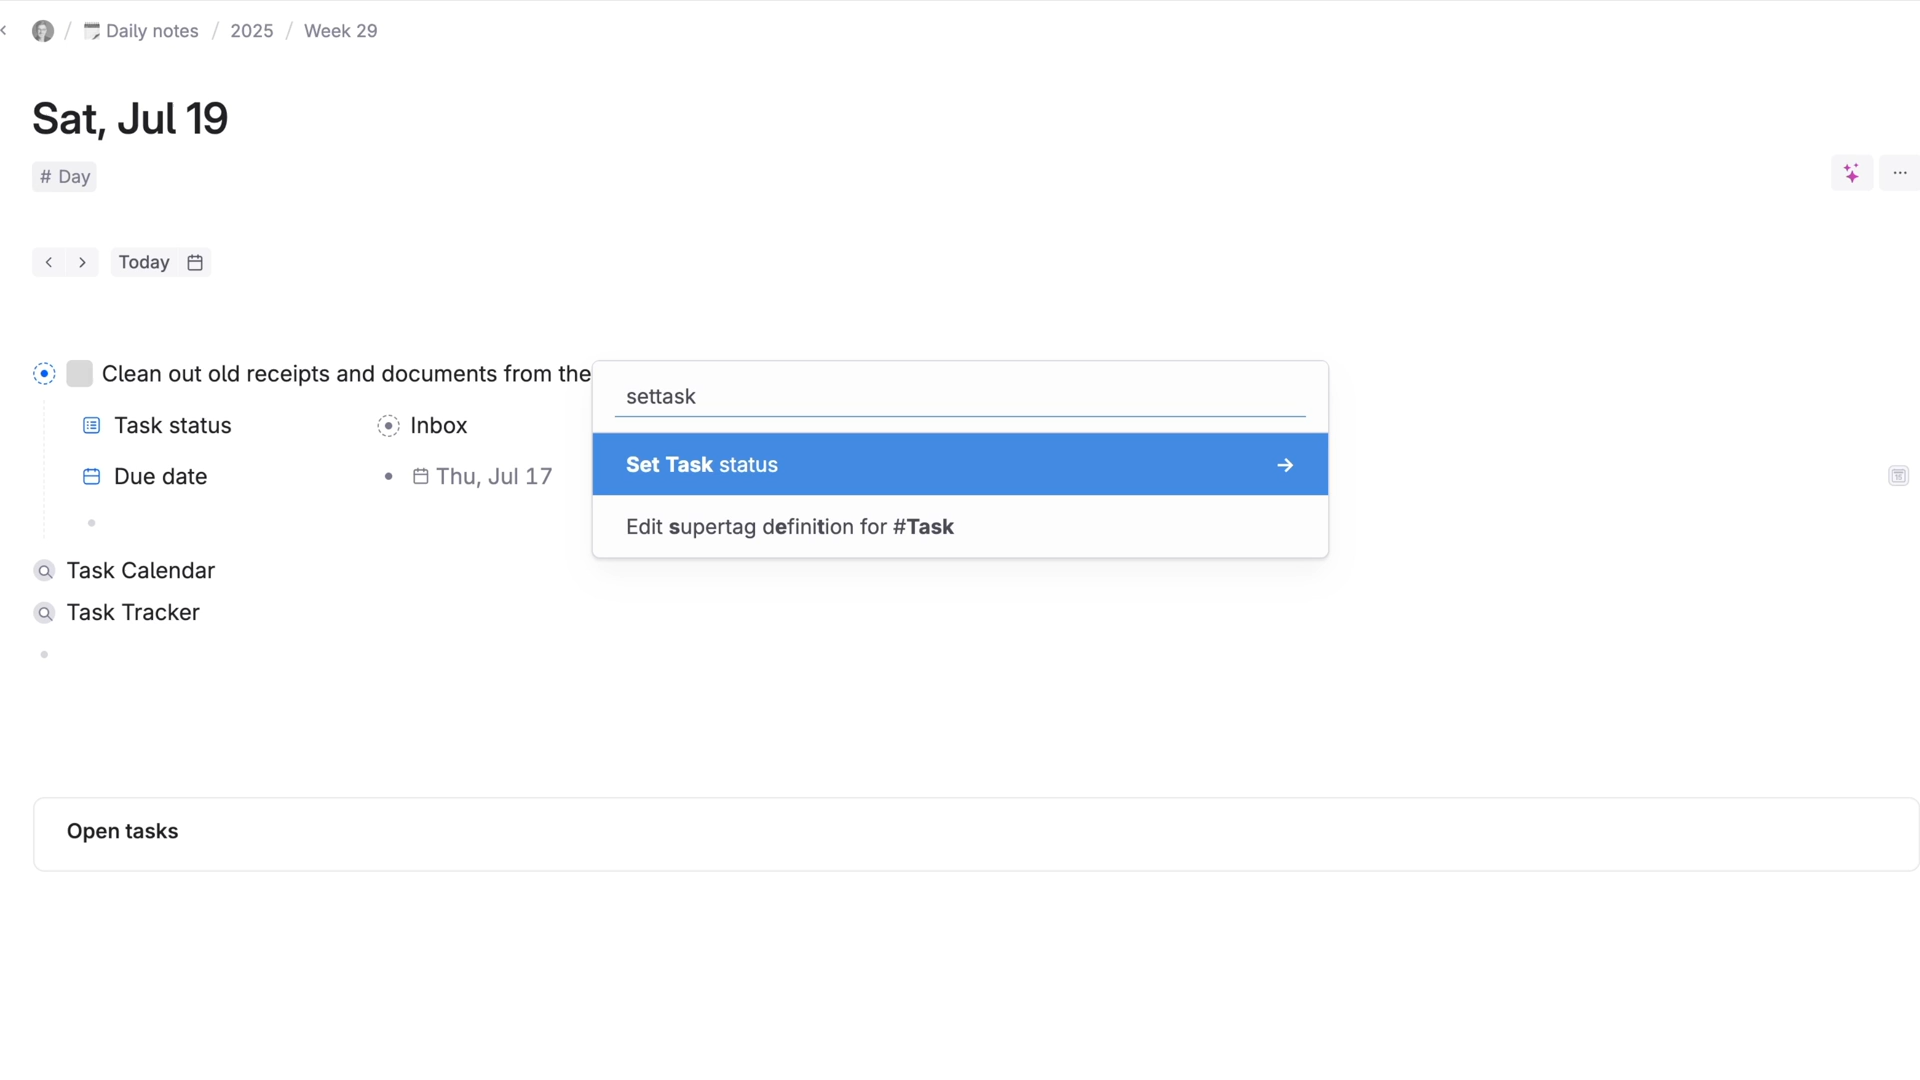 / Daily notes / 2025 / Week 29
Sat, Jul 19
# Day
Today
Clean out old receipts and documents from the
settask
Task status
Inbox
Set Task status
Due date
Thu, Jul 17
Edit supertag definition for #Task
Task Calendar
Task Tracker
Open tasks